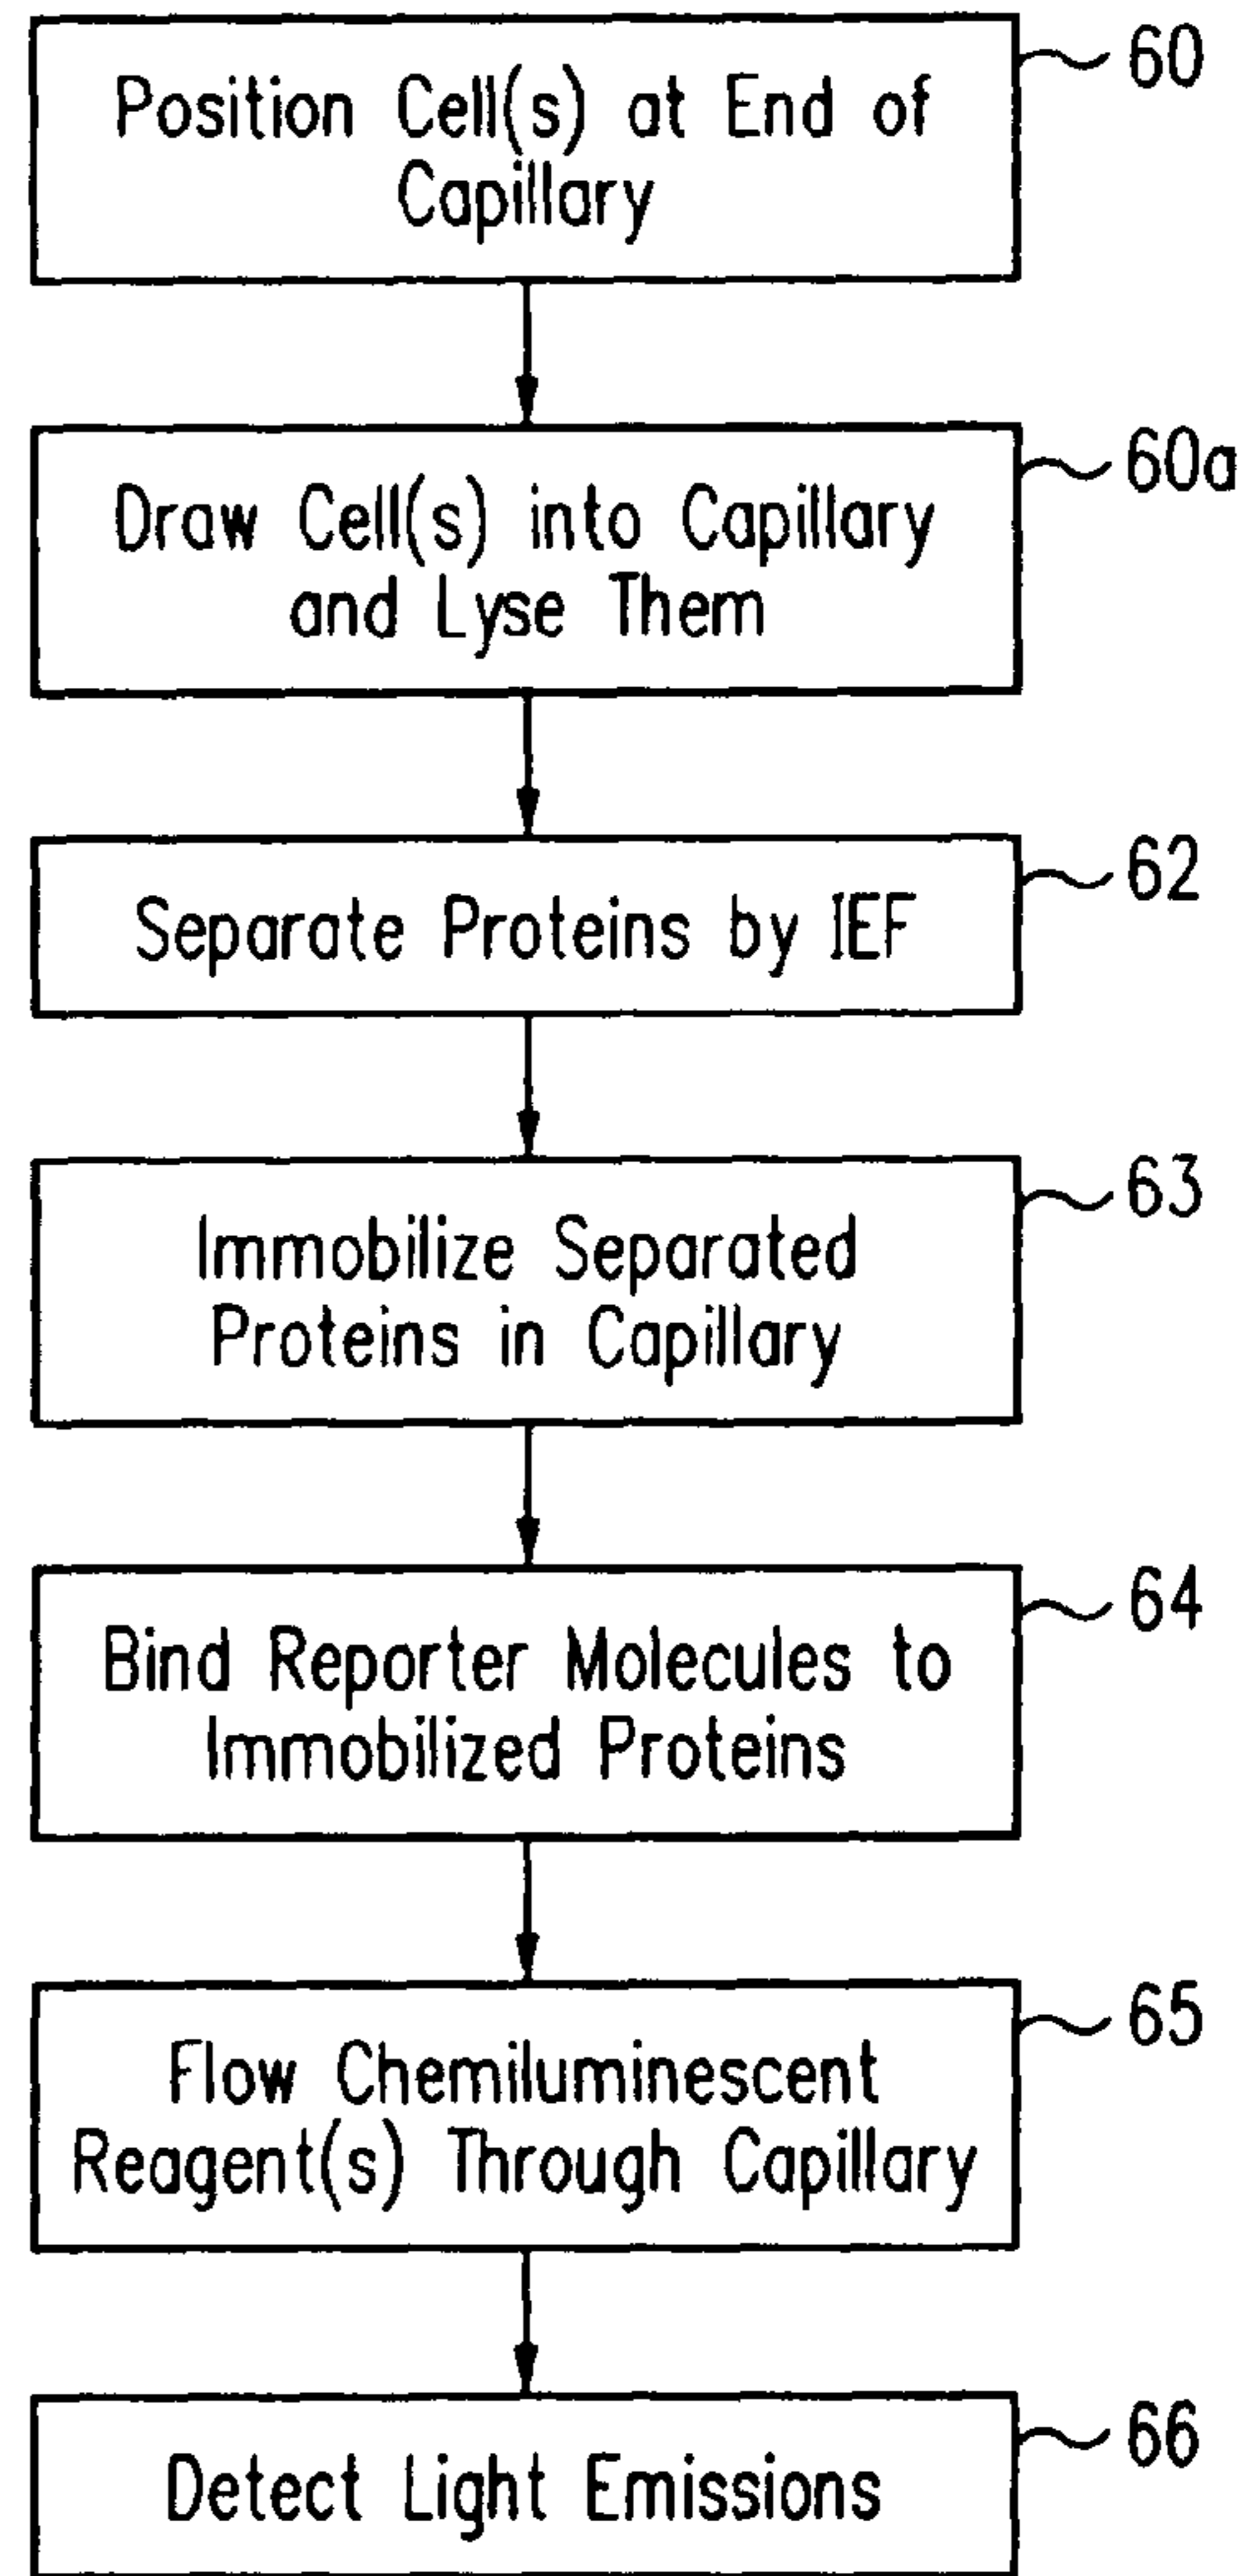 60
Position Cell(s) at End of
Capillary
60a
Draw Cell(s) into Capillary
and Lyse Them
62
Separate Proteins by IEF
63
Immobilize Separated
Proteins in Capillary
64
Bind Reporter Molecules to
Immobilized Proteins
65
Flow Chemiluminescent
Reagent(s) Through Capillary
66
Detect Light Emissions